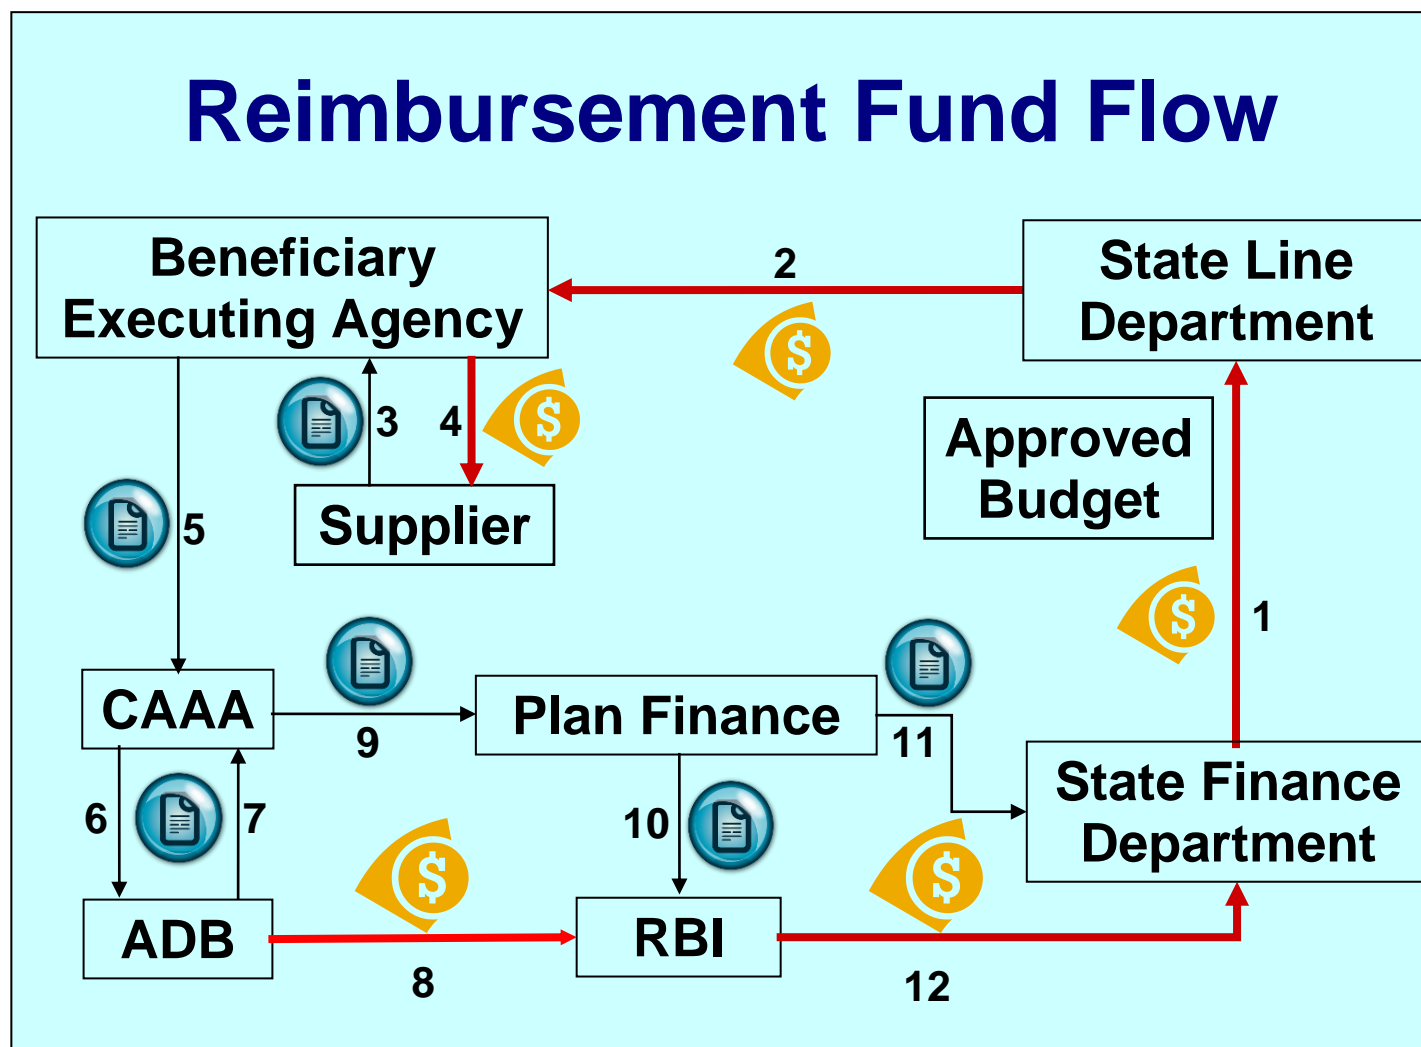 Reimbursement Fund Flow
Beneficiary
Executing Agency
2
State Line
Department
3
4
$
$
Approved
Budget
Supplier
5
$
1
CAAA
9
Plan Finance
11
6
7
10
State Finance
Department
$
$
ADB
8
RBI
12